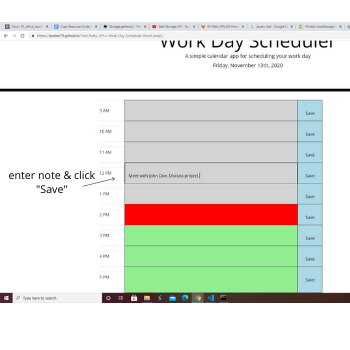 Work Day Scheduler
A simple calendar app for scheduling your work day
Friday, November 13th, 2020
9 AM
Save
10 AM
Save
11 AM
Save
enter note & click
"Save"
12 PM
Meet with John Doe. Discuss project.
Save
1 PM
Save
2 PM
Save
3 PM
Save
4 PM
Save
5 PM
Save
Type here to search